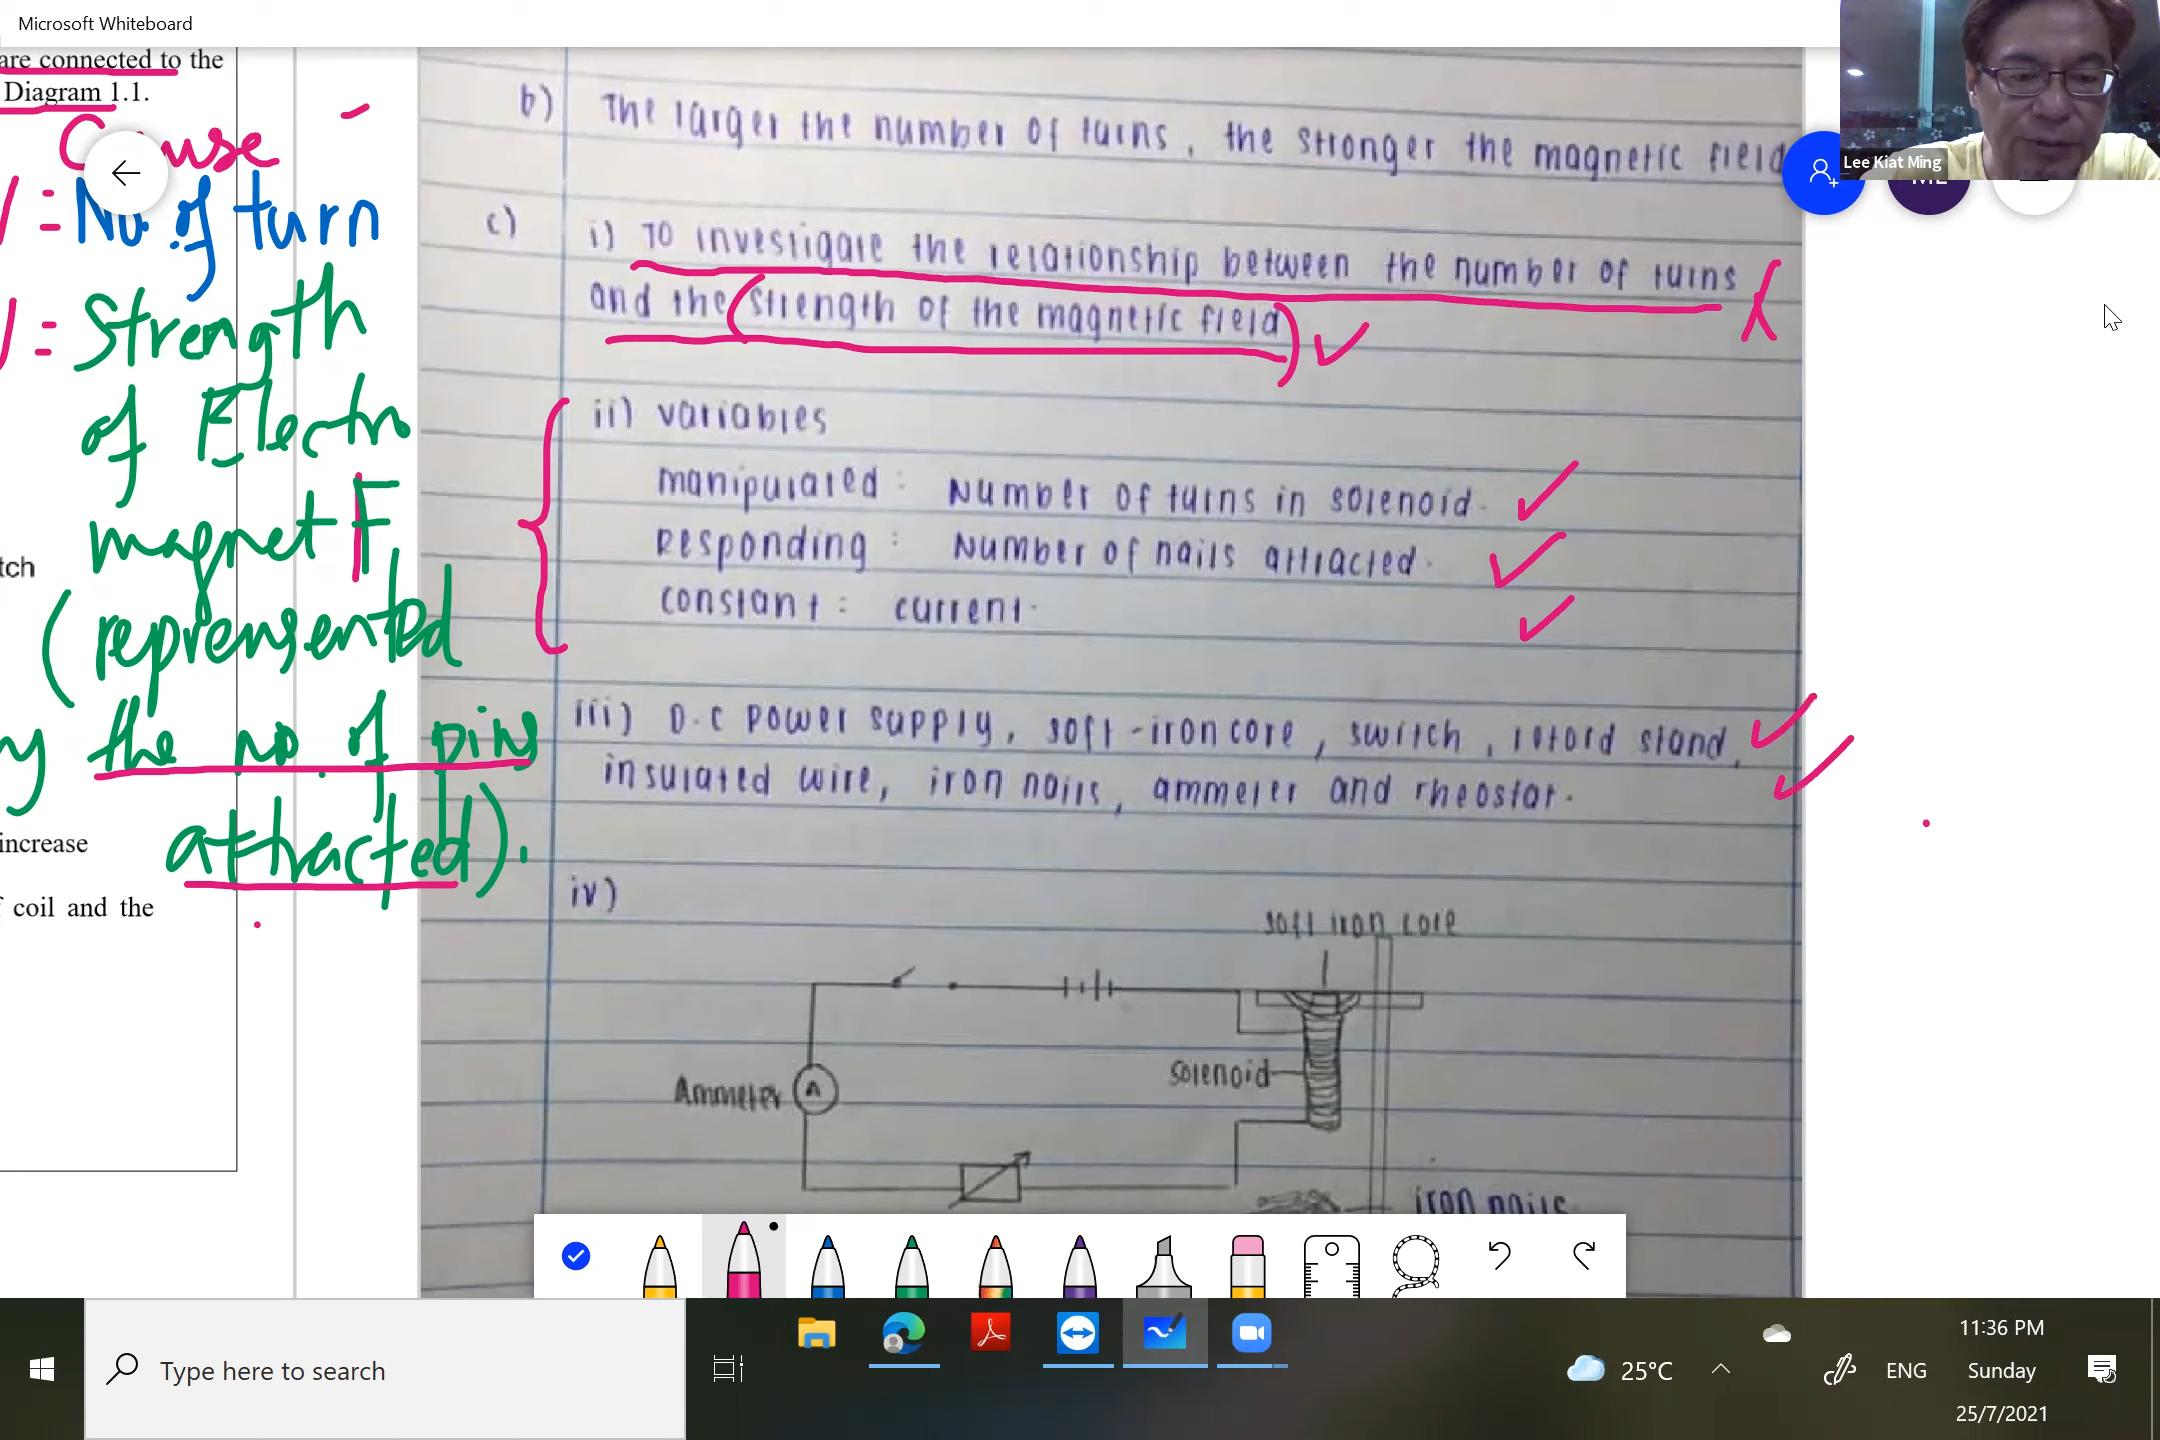 Microsoft Whiteboard
are connected to the
Diagram 1.1.
Cause
= No. of turn
= Strength
of Electro
magnet F
(reprensented
the no. of pins
attracted).
tch
increase
coil and the
b) The larger the number of turns, the stronger the magnetic field
c) i) To investigate the relationship between the number of turns
and the strength of the magnetic field
ii) variables
manipulated : Number of turns in solenoid.
Responding : Number of nails attracted.
constant : current.
iii) D.C power supply, soft-iron core, switch, retord stand,
insulated wire, iron nails, ammeter and rheostat.
iv)
soft iron core
solenoid
Ammeter A
iron nails
Lee Kiat Ming
Type here to search
25°C
ENG
11:36 PM
Sunday
25/7/2021